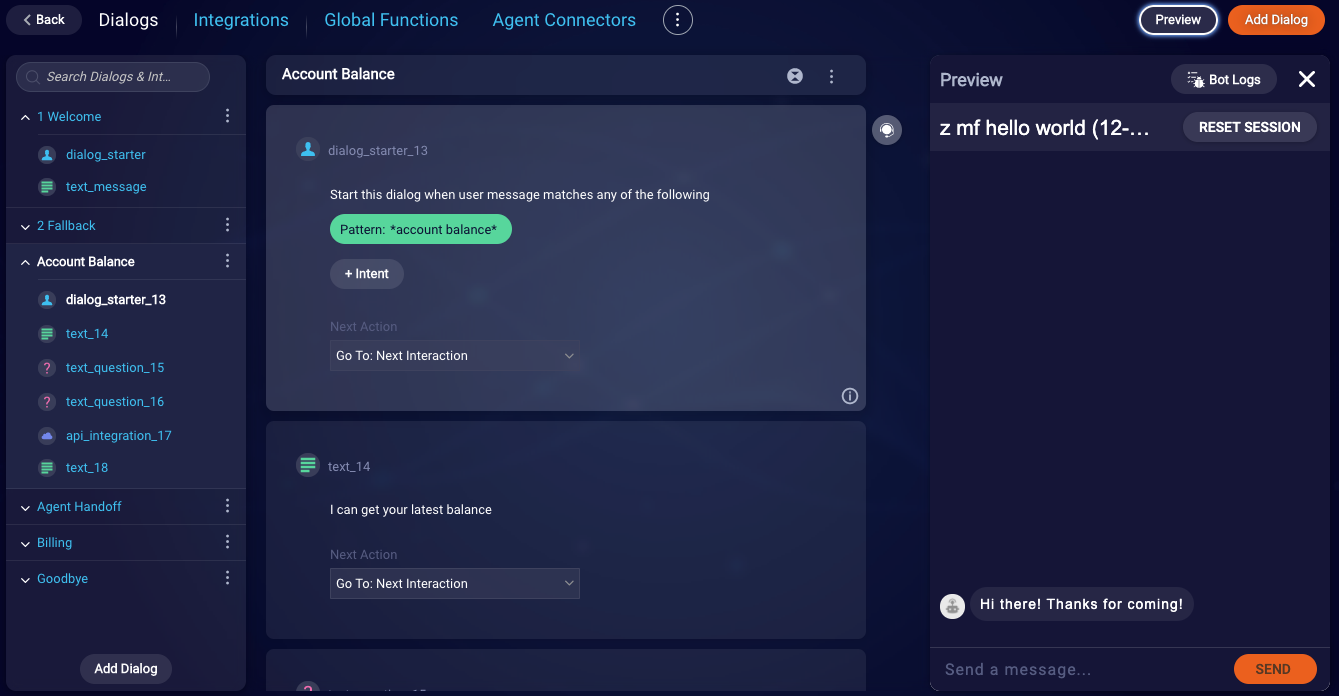 Back
Dialogs
Integrations
Global Functions
Agent Connectors
Preview
Add Dialog
Search Dialogs & Int...
1 Welcome
dialog_starter
text_message
2 Fallback
Account Balance
dialog_starter_13
text_14
text_question_15
text_question_16
api_integration_17
text_18
Agent Handoff
Billing
Goodbye
Add Dialog
Account Balance
dialog_starter_13
Start this dialog when user message matches any of the following
Pattern: *account balance*
+ Intent
Next Action
Go To: Next Interaction
text_14
I can get your latest balance
Next Action
Go To: Next Interaction
Preview
Bot Logs
z mf hello world (12-...
RESET SESSION
Hi there! Thanks for coming!
Send a message...
SEND